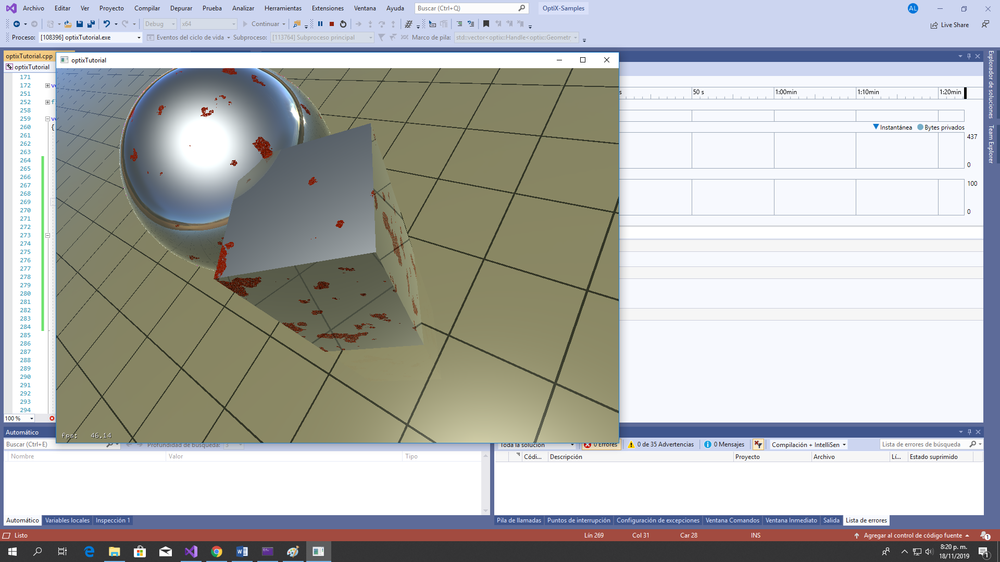 Archivo Editar Ver Proyecto Compilar Depurar Prueba Analizar Herramientas Extensiones Ventana Ayuda Buscar (Ctrl+Q) OptiX-Samples AL
Debug x64 Continuar Live Share
Proceso: [108396] optixTutorial.exe Eventos del ciclo de vida Subproceso: [113764] Subproceso principal Marco de pila: std::vector<optix::Handle<optix::Geometr
optixTutorial.cpp
optixTutorial
optixTutorial
171
172 v
251
252 f
258
259 v
260 {
261
262
263
264
265
266
267
268
269
270
271
272
273
274
275
276
277
278
279
280
281
282
283
284
285
286
287
288
289
290
291
292
293
294
100 %
fps: 46.14
s 50 s 1:00min 1:10min 1:20min
Instantánea Bytes privados
437
0
100
0
Explorador de soluciones
Team Explorer
Automático
Buscar (Ctrl+E) Profundidad de búsqueda: 3
Nombre Valor Tipo
Automático Variables locales Inspección 1
Toda la solución 0 Errores 0 de 35 Advertencias 0 Mensajes Compilación + IntelliSen Lista de errores de búsqueda
Códi... Descripción Proyecto Archivo Lí... Estado suprimido
Pila de llamadas Puntos de interrupción Configuración de excepciones Ventana Comandos Ventana Inmediato Salida Lista de errores
Listo Lín 269 Col 31 Car 28 INS Agregar al control de código fuente 1
8:20 p. m.
18/11/2019
1